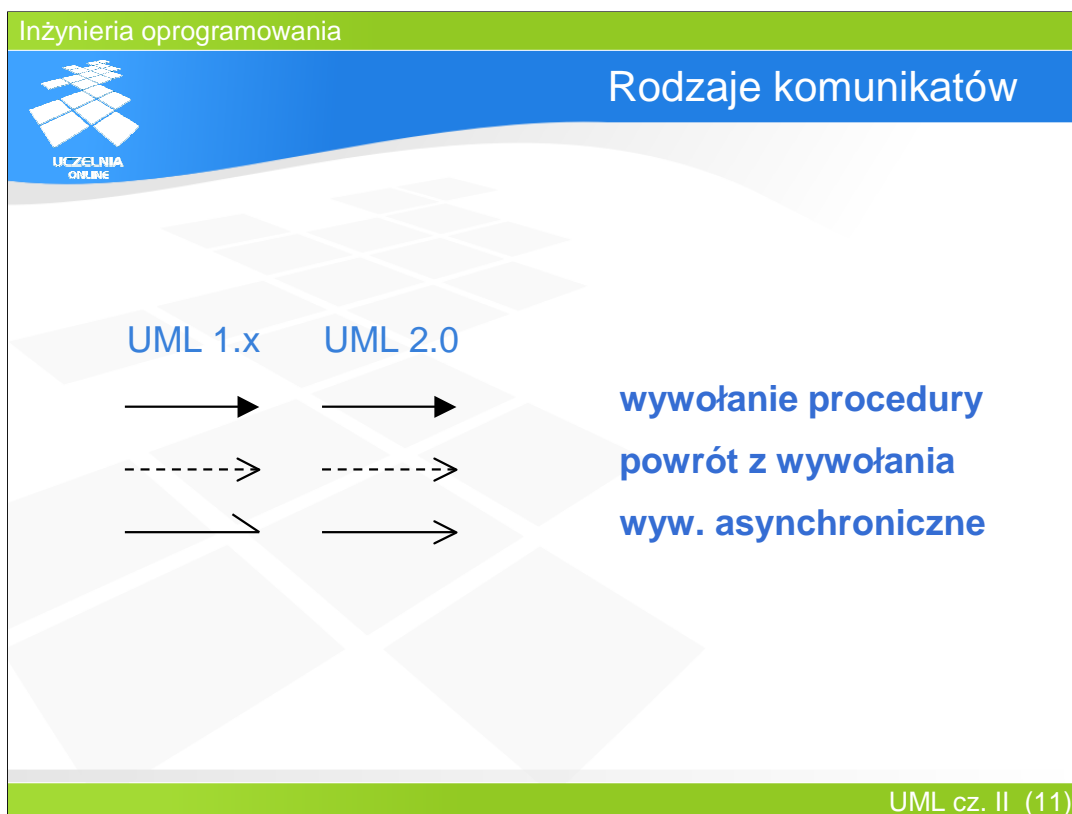 Inżynieria oprogramowania
Rodzaje komunikatów
UCZELNIA
ONLINE
UML 1.x UML 2.0
wywołanie procedury
powrót z wywołania
wyw. asynchroniczne
UML cz. II (11)